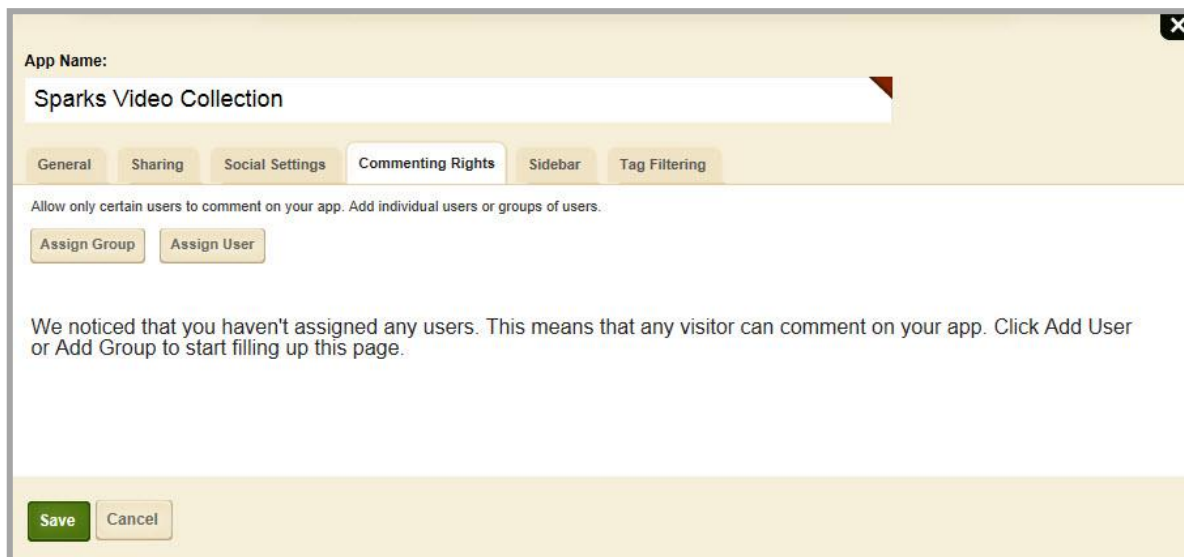 App Name:
Sparks Video Collection
General Sharing Social Settings Commenting Rights Sidebar Tag Filtering
Allow only certain users to comment on your app. Add individual users or groups of users.
Assign Group Assign User
We noticed that you haven't assigned any users. This means that any visitor can comment on your app. Click Add User
or Add Group to start filling up this page.
Save Cancel